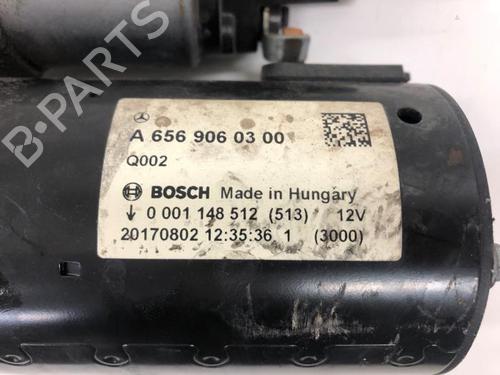 A 656 906 03 00
Q002
BOSCH Made in Hungary
0 001 148 512 (513) 12V
20170802 12:35:36 1 (3000)
B-PARTS